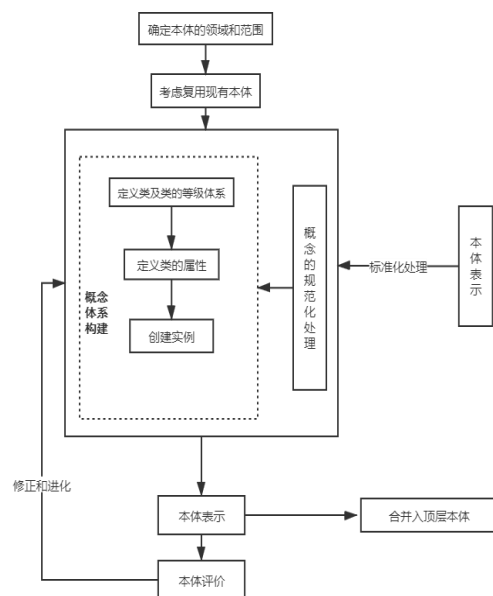 确定本体的领域和范围
考虑复用现有本体
定义类及类的等级体系
定义类的属性
创建实例
概念
体系
构建
概念的规范化处理
标准化处理
本体表示
修正和进化
本体表示
合并入顶层本体
本体评价